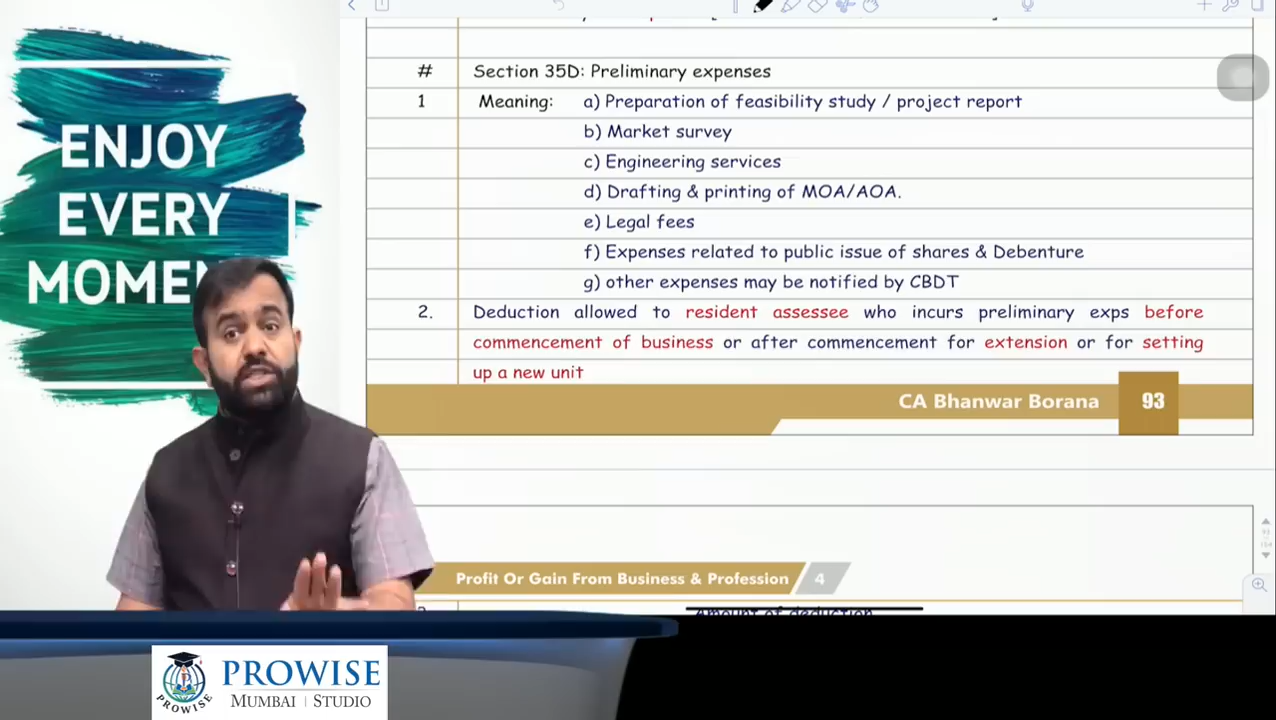 ENJOY
EVERY
# Section 35D: Preliminary expenses
1 Meaning: a) Preparation of feasibility study / project report
b) Market survey
c) Engineering services
d) Drafting & printing of MOA/AOA.
e) Legal fees
f) Expenses related to public issue of shares & Debenture
g) other expenses may be notified by CBDT
2. Deduction allowed to resident assessee who incurs preliminary exps before
commencement of business or after commencement for extension or for setting
up a new unit
CA Bhanwar Borana 93
Profit Or Gain From Business & Profession 4
Amount of deduction
PROWISE
PROWISE
MUMBAI | STUDIO